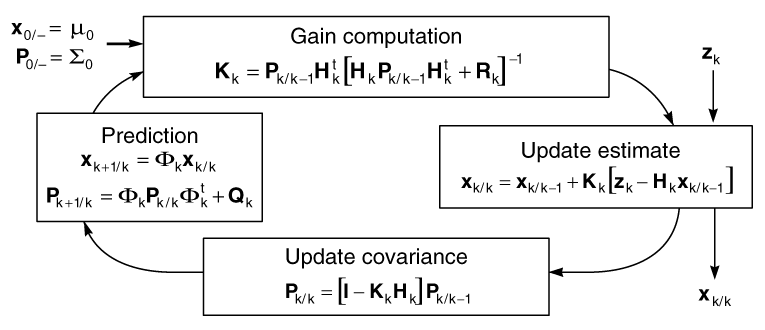 x₀/₋ = μ₀
P₀/₋ = Σ₀
Gain computation
Kₖ = Pₖ/ₖ₋₁Hₖᵗ[HₖPₖ/ₖ₋₁Hₖᵗ + Rₖ]⁻¹
zₖ
Prediction
xₖ₊₁/ₖ = Φₖxₖ/ₖ
Pₖ₊₁/ₖ = ΦₖPₖ/ₖΦₖᵗ + Qₖ
Update estimate
xₖ/ₖ = xₖ/ₖ₋₁ + Kₖ[zₖ – Hₖxₖ/ₖ₋₁]
Update covariance
Pₖ/ₖ = [I – KₖHₖ]Pₖ/ₖ₋₁
xₖ/ₖ